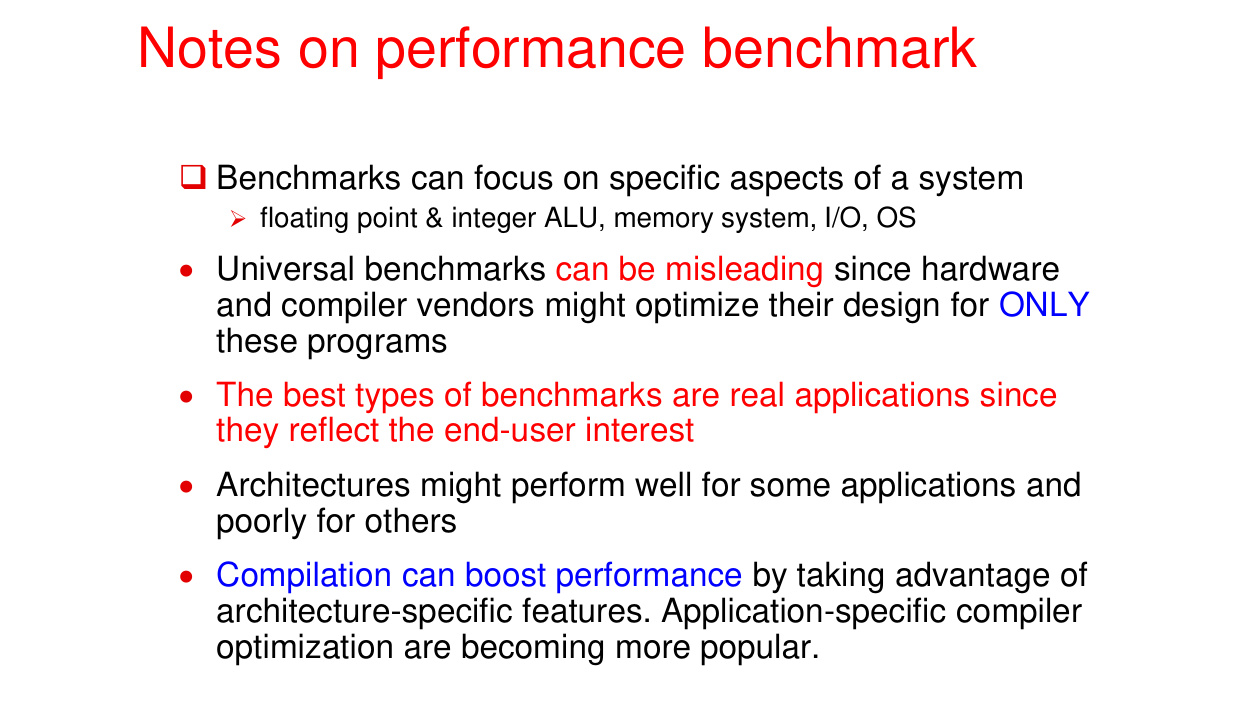 Notes on performance benchmark
❑ Benchmarks can focus on specific aspects of a system
➢ floating point & integer ALU, memory system, I/O, OS
• Universal benchmarks can be misleading since hardware
and compiler vendors might optimize their design for ONLY
these programs
• The best types of benchmarks are real applications since
they reflect the end-user interest
• Architectures might perform well for some applications and
poorly for others
• Compilation can boost performance by taking advantage of
architecture-specific features. Application-specific compiler
optimization are becoming more popular.